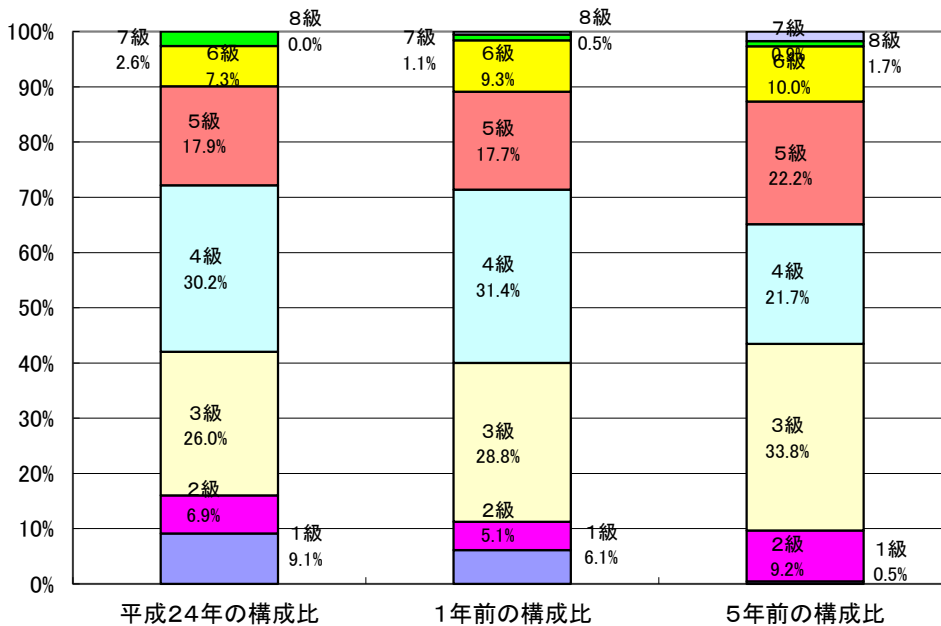 100%
90%
80%
70%
60%
50%
40%
30%
20%
10%
0%
8級
0.0%
7級
2.6%
6級
7.3%
5級
17.9%
4級
30.2%
3級
26.0%
2級
6.9%
1級
9.1%
平成24年の構成比
8級
0.5%
7級
1.1%
6級
9.3%
5級
17.7%
4級
31.4%
3級
28.8%
2級
5.1%
1級
6.1%
1年前の構成比
7級
0.9%
8級
1.7%
6級
10.0%
5級
22.2%
4級
21.7%
3級
33.8%
2級
9.2%
1級
0.5%
5年前の構成比